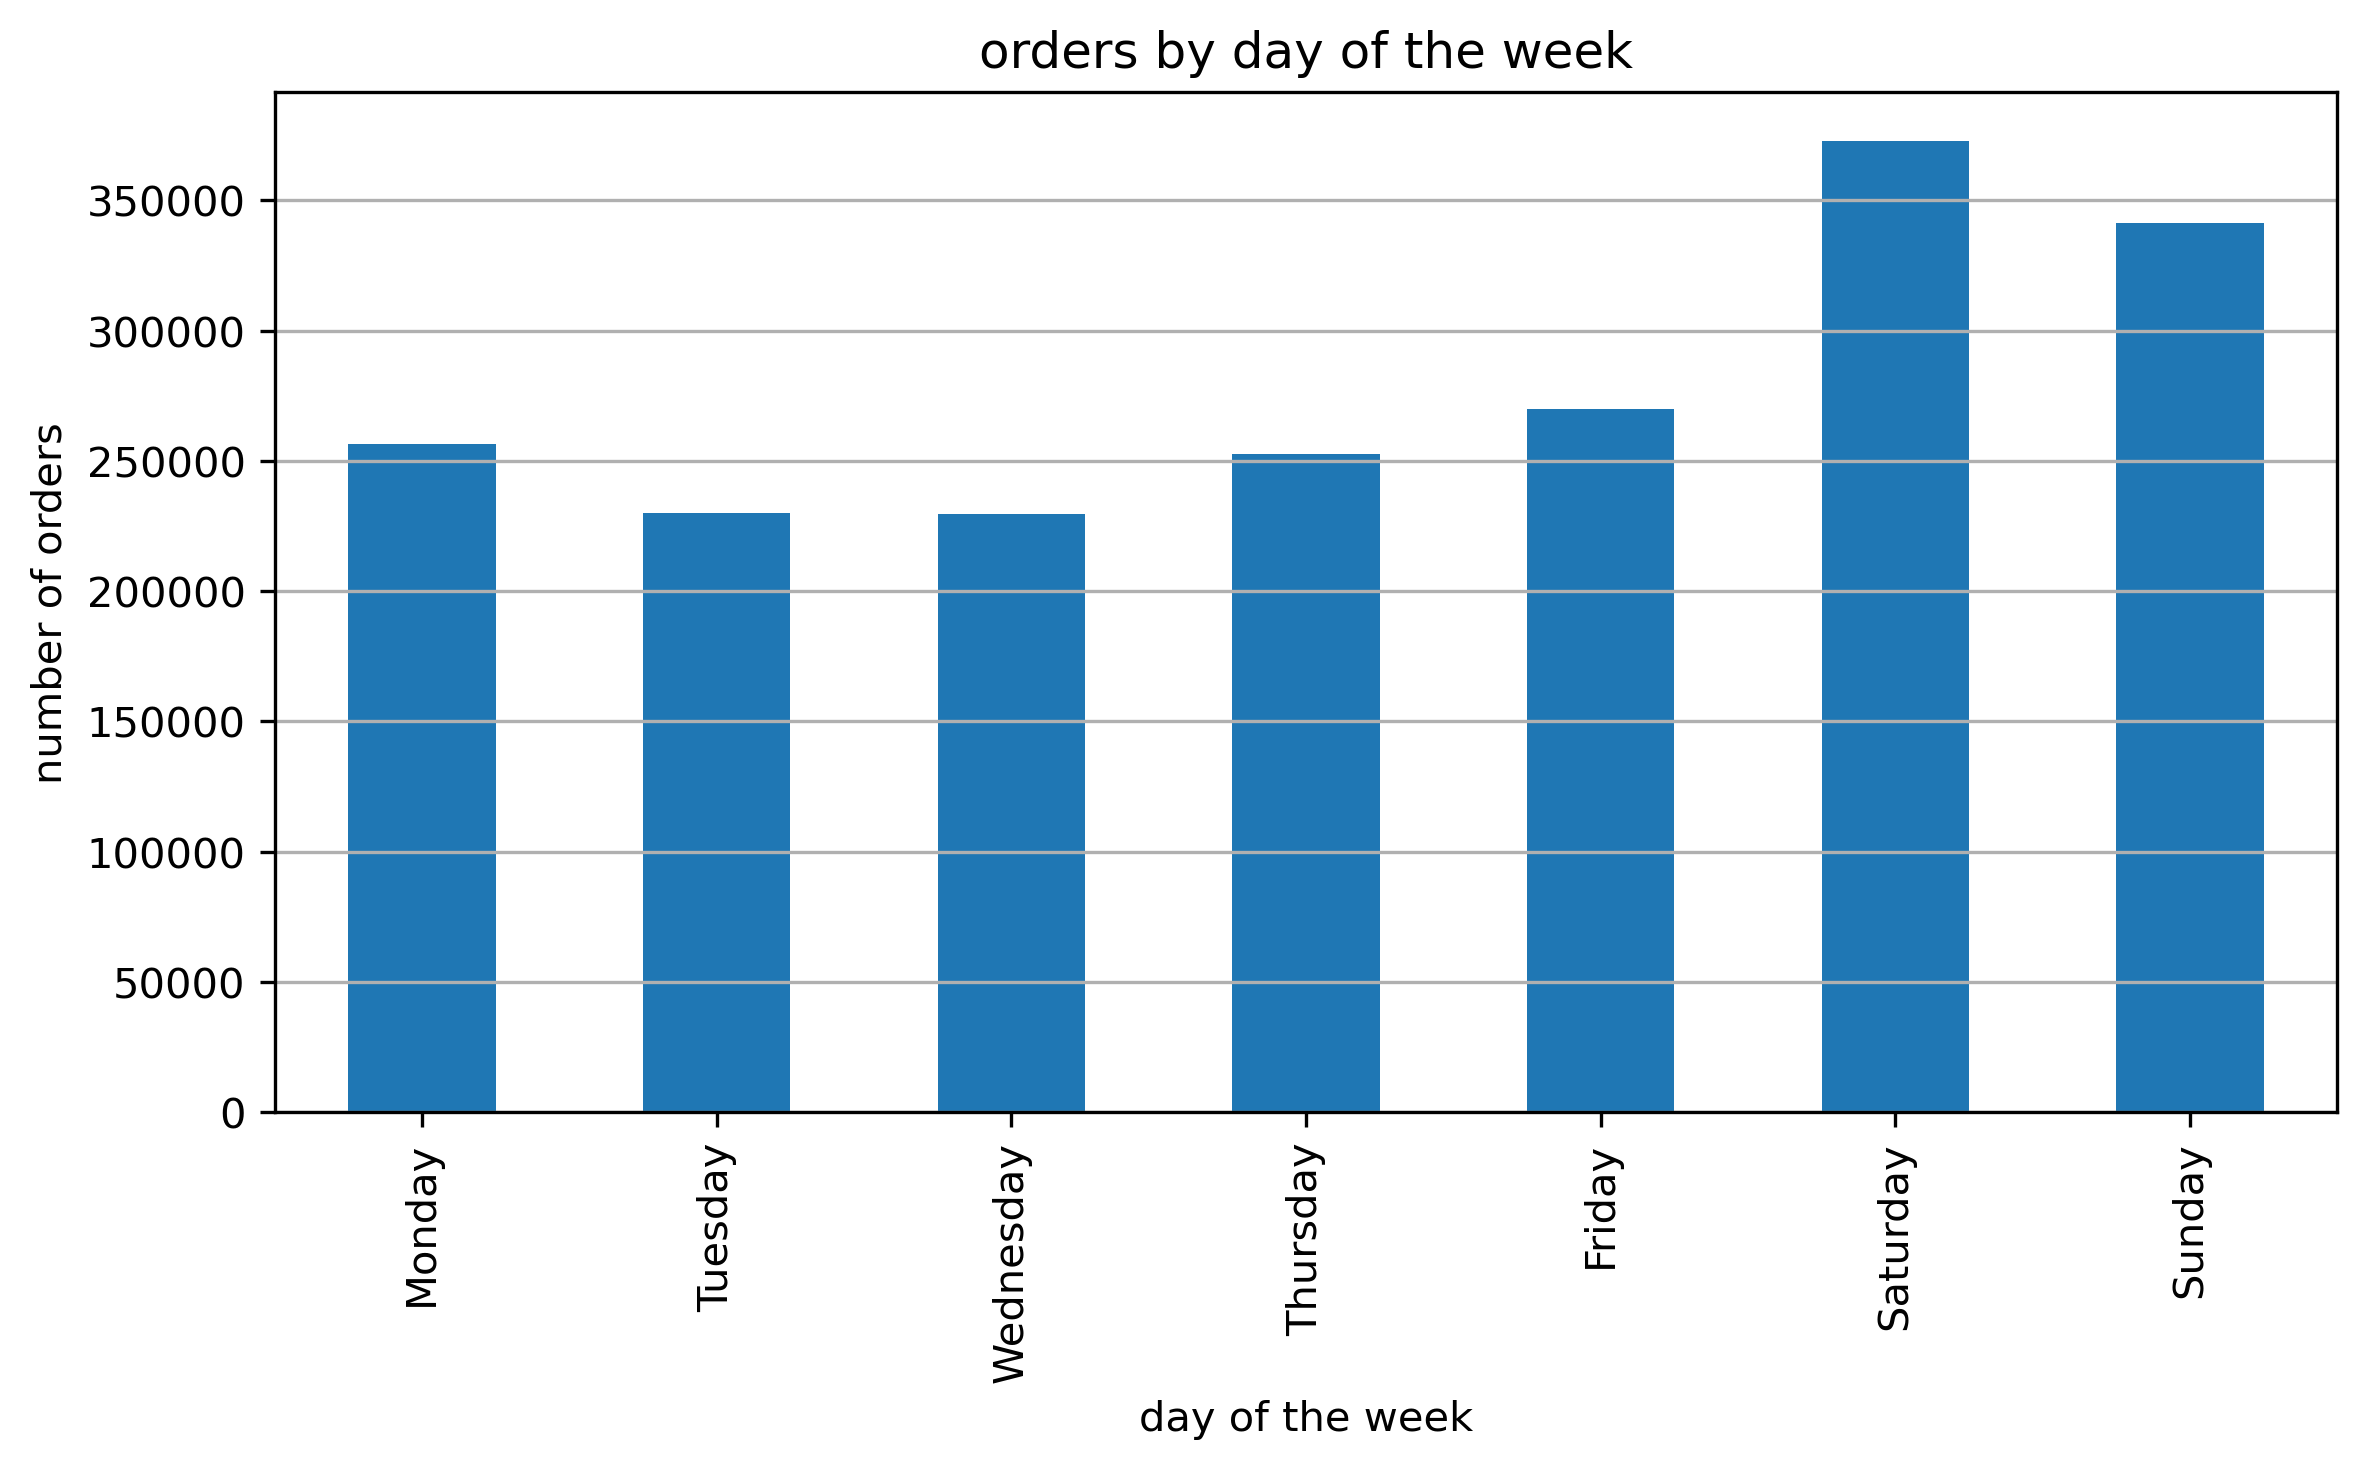 orders by day of the week
number of orders
350000
300000
250000
200000
150000
100000
50000
0
Monday
Tuesday
Wednesday
Thursday
Friday
Saturday
Sunday
day of the week